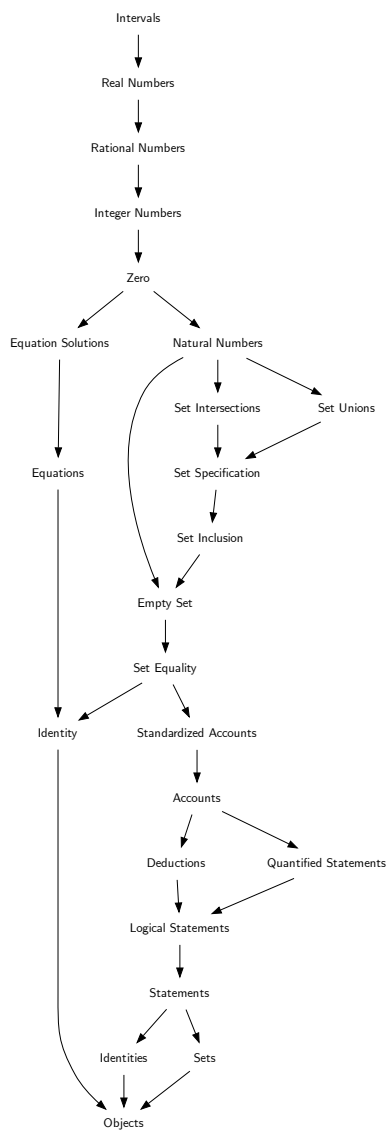 Intervals
Real Numbers
Rational Numbers
Integer Numbers
Zero
Equation Solutions
Natural Numbers
Set Intersections
Set Unions
Equations
Set Specification
Set Inclusion
Empty Set
Set Equality
Identity
Standardized Accounts
Accounts
Deductions
Quantified Statements
Logical Statements
Statements
Identities
Sets
Objects